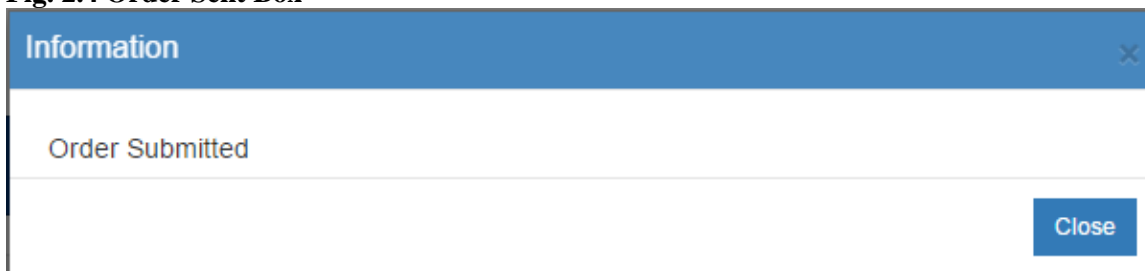 Fig. 2.4 Order Sent Box
Information
×
Order Submitted
Close